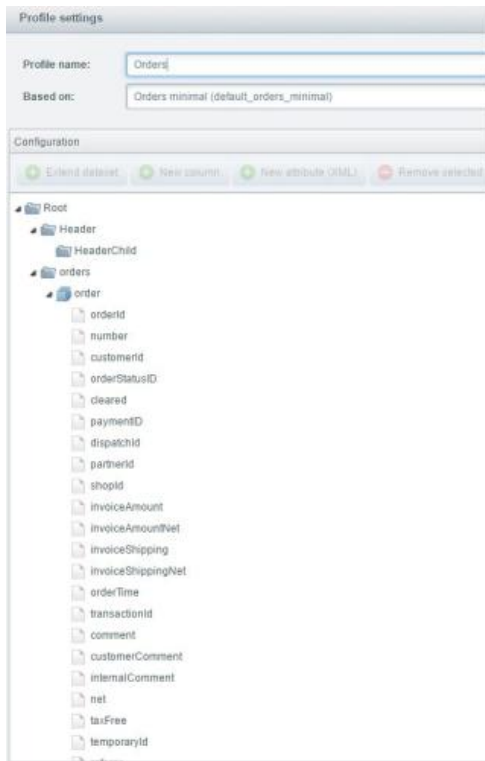 Profile settings
Profile name: Orders
Based on: Orders minimal (default_orders_minimal)
Configuration
Extend dataset New column New attribute (XML) Remove selected
Root
Header
HeaderChild
orders
order
orderId
number
customerId
orderStatusID
cleared
paymentID
dispatchId
partnerId
shopId
invoiceAmount
invoiceAmountNet
invoiceShipping
invoiceShippingNet
orderTime
transactionId
comment
customerComment
internalComment
net
taxFree
temporaryId